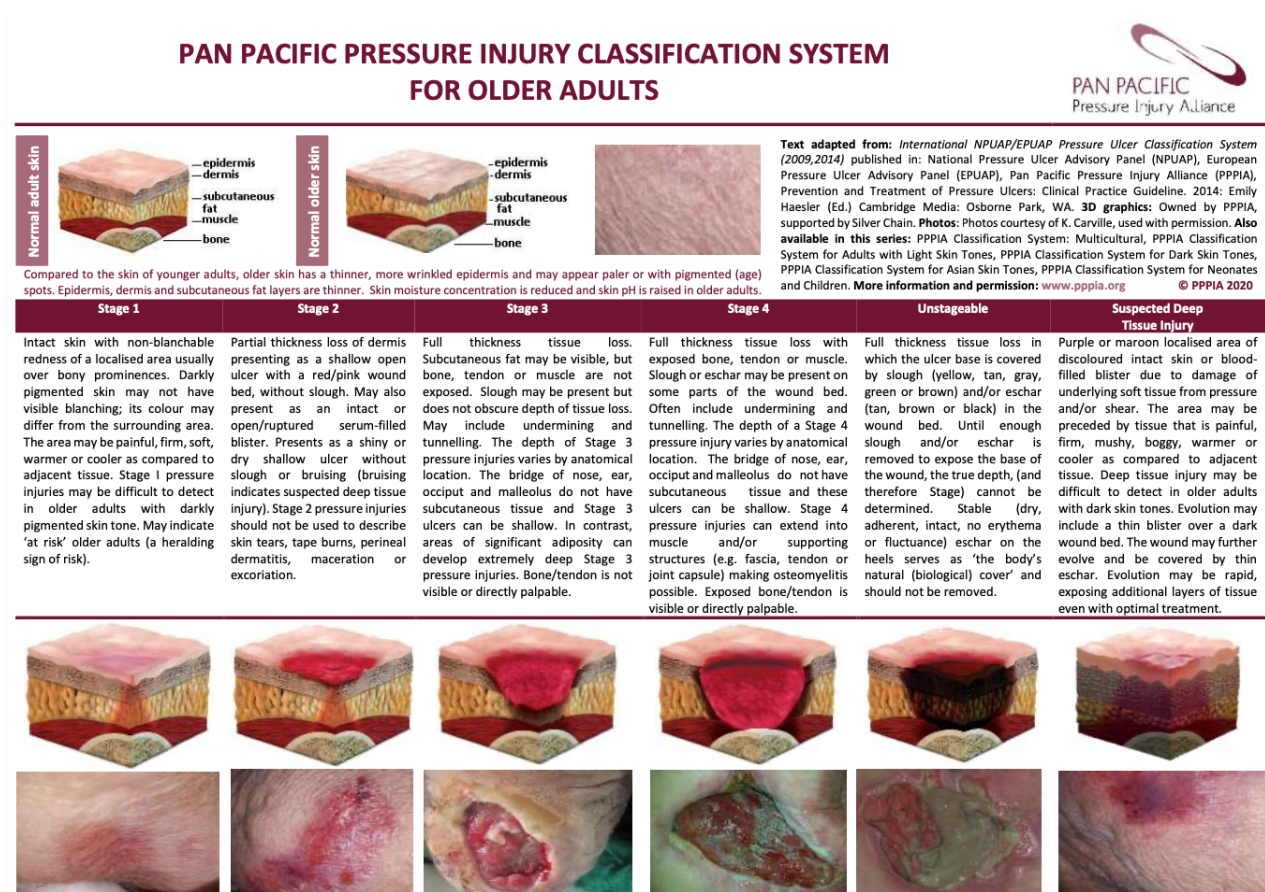 PAN PACIFIC PRESSURE INJURY CLASSIFICATION SYSTEM
FOR OLDER ADULTS
PAN PACIFIC
Pressure Injury Alliance
Normal adult skin
epidermis
dermis
subcutaneous
fat
muscle
bone
Normal older skin
epidermis
dermis
subcutaneous
fat
muscle
bone
Text adapted from: International NPUAP/EPUAP Pressure Ulcer Classification System
(2009,2014) published in: National Pressure Ulcer Advisory Panel (NPUAP), European
Pressure Ulcer Advisory Panel (EPUAP), Pan Pacific Pressure Injury Alliance (PPPIA),
Prevention and Treatment of Pressure Ulcers: Clinical Practice Guideline. 2014: Emily
Haesler (Ed.) Cambridge Media: Osborne Park, WA. 3D graphics: Owned by PPPIA,
supported by Silver Chain. Photos: Photos courtesy of K. Carville, used with permission. Also
available in this series: PPPIA Classification System: Multicultural, PPPIA Classification
System for Adults with Light Skin Tones, PPPIA Classification System for Dark Skin Tones,
PPPIA Classification System for Asian Skin Tones, PPPIA Classification System for Neonates
and Children. More information and permission: www.pppia.org © PPPIA 2020
Compared to the skin of younger adults, older skin has a thinner, more wrinkled epidermis and may appear paler or with pigmented (age)
spots. Epidermis, dermis and subcutaneous fat layers are thinner. Skin moisture concentration is reduced and skin pH is raised in older adults.
Stage 1
Intact skin with non-blanchable
redness of a localised area usually
over bony prominences. Darkly
pigmented skin may not have
visible blanching; its colour may
differ from the surrounding area.
The area may be painful, firm, soft,
warmer or cooler as compared to
adjacent tissue. Stage I pressure
injuries may be difficult to detect
in older adults with darkly
pigmented skin tone. May indicate
‘at risk’ older adults (a heralding
sign of risk).
Stage 2
Partial thickness loss of dermis
presenting as a shallow open
ulcer with a red/pink wound
bed, without slough. May also
present as an intact or
open/ruptured serum-filled
blister. Presents as a shiny or
dry shallow ulcer without
slough or bruising (bruising
indicates suspected deep tissue
injury). Stage 2 pressure injuries
should not be used to describe
skin tears, tape burns, perineal
dermatitis, maceration or
excoriation.
Stage 3
Full thickness tissue loss.
Subcutaneous fat may be visible, but
bone, tendon or muscle are not
exposed. Slough may be present but
does not obscure depth of tissue loss.
May include undermining and
tunnelling. The depth of Stage 3
pressure injuries varies by anatomical
location. The bridge of nose, ear,
occiput and malleolus do not have
subcutaneous tissue and Stage 3
ulcers can be shallow. In contrast,
areas of significant adiposity can
develop extremely deep Stage 3
pressure injuries. Bone/tendon is not
visible or directly palpable.
Stage 4
Full thickness tissue loss with
exposed bone, tendon or muscle.
Slough or eschar may be present on
some parts of the wound bed.
Often include undermining and
tunnelling. The depth of a Stage 4
pressure injury varies by anatomical
location. The bridge of nose, ear,
occiput and malleolus do not have
subcutaneous tissue and these
ulcers can be shallow. Stage 4
pressure injuries can extend into
muscle and/or supporting
structures (e.g. fascia, tendon or
joint capsule) making osteomyelitis
possible. Exposed bone/tendon is
visible or directly palpable.
Unstageable
Full thickness tissue loss in
which the ulcer base is covered
by slough (yellow, tan, gray,
green or brown) and/or eschar
(tan, brown or black) in the
wound bed. Until enough
slough and/or eschar is
removed to expose the base of
the wound, the true depth, (and
therefore Stage) cannot be
determined. Stable (dry,
adherent, intact, no erythema
or fluctuance) eschar on the
heels serves as ‘the body’s
natural (biological) cover’ and
should not be removed.
Suspected Deep
Tissue Injury
Purple or maroon localised area of
discoloured intact skin or blood-
filled blister due to damage of
underlying soft tissue from pressure
and/or shear. The area may be
preceded by tissue that is painful,
firm, mushy, boggy, warmer or
cooler as compared to adjacent
tissue. Deep tissue injury may be
difficult to detect in older adults
with dark skin tones. Evolution may
include a thin blister over a dark
wound bed. The wound may further
evolve and be covered by thin
eschar. Evolution may be rapid,
exposing additional layers of tissue
even with optimal treatment.